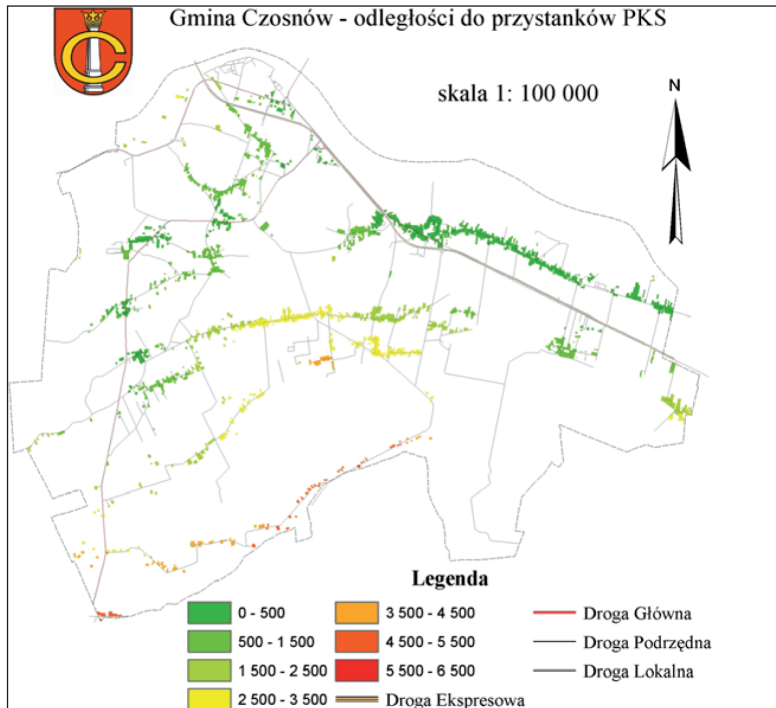 Gmina Czosnów - odległości do przystanków PKS
skala 1: 100 000
N
C
Legenda
0 - 500
500 - 1 500
1 500 - 2 500
2 500 - 3 500
3 500 - 4 500
4 500 - 5 500
5 500 - 6 500
Droga Ekspresowa
Droga Główna
Droga Podrzędna
Droga Lokalna